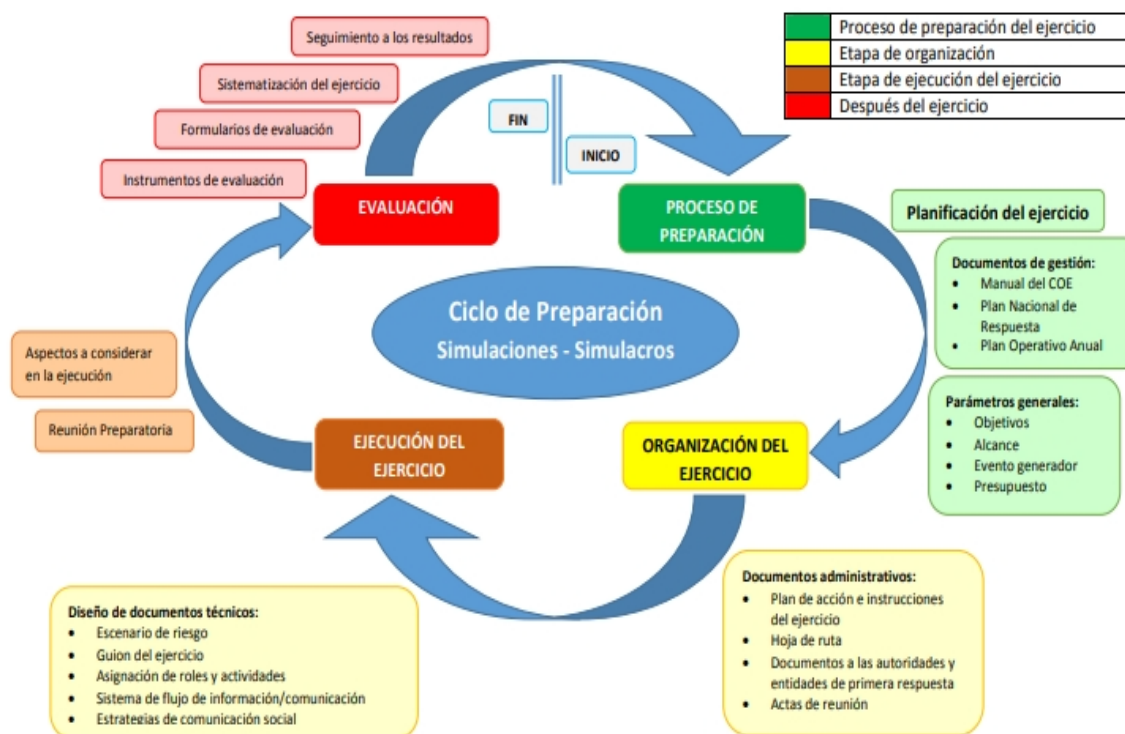 Seguimiento a los resultados
Sistematización del ejercicio
Formularios de evaluación
Instrumentos de evaluación
Proceso de preparación del ejercicio
Etapa de organización
Etapa de ejecución del ejercicio
Después del ejercicio
FIN
INICIO
EVALUACIÓN
PROCESO DE
PREPARACIÓN
Planificación del ejercicio
Documentos de gestión:
• Manual del COE
• Plan Nacional de
Respuesta
• Plan Operativo Anual
Ciclo de Preparación
Simulaciones - Simulacros
Aspectos a considerar
en la ejecución
Reunión Preparatoria
Parámetros generales:
• Objetivos
• Alcance
• Evento generador
• Presupuesto
EJECUCIÓN DEL
EJERCICIO
ORGANIZACIÓN DEL
EJERCICIO
Documentos administrativos:
• Plan de acción e instrucciones
del ejercicio
• Hoja de ruta
• Documentos a las autoridades y
entidades de primera respuesta
• Actas de reunión
Diseño de documentos técnicos:
• Escenario de riesgo
• Guion del ejercicio
• Asignación de roles y actividades
• Sistema de flujo de información/comunicación
• Estrategias de comunicación social